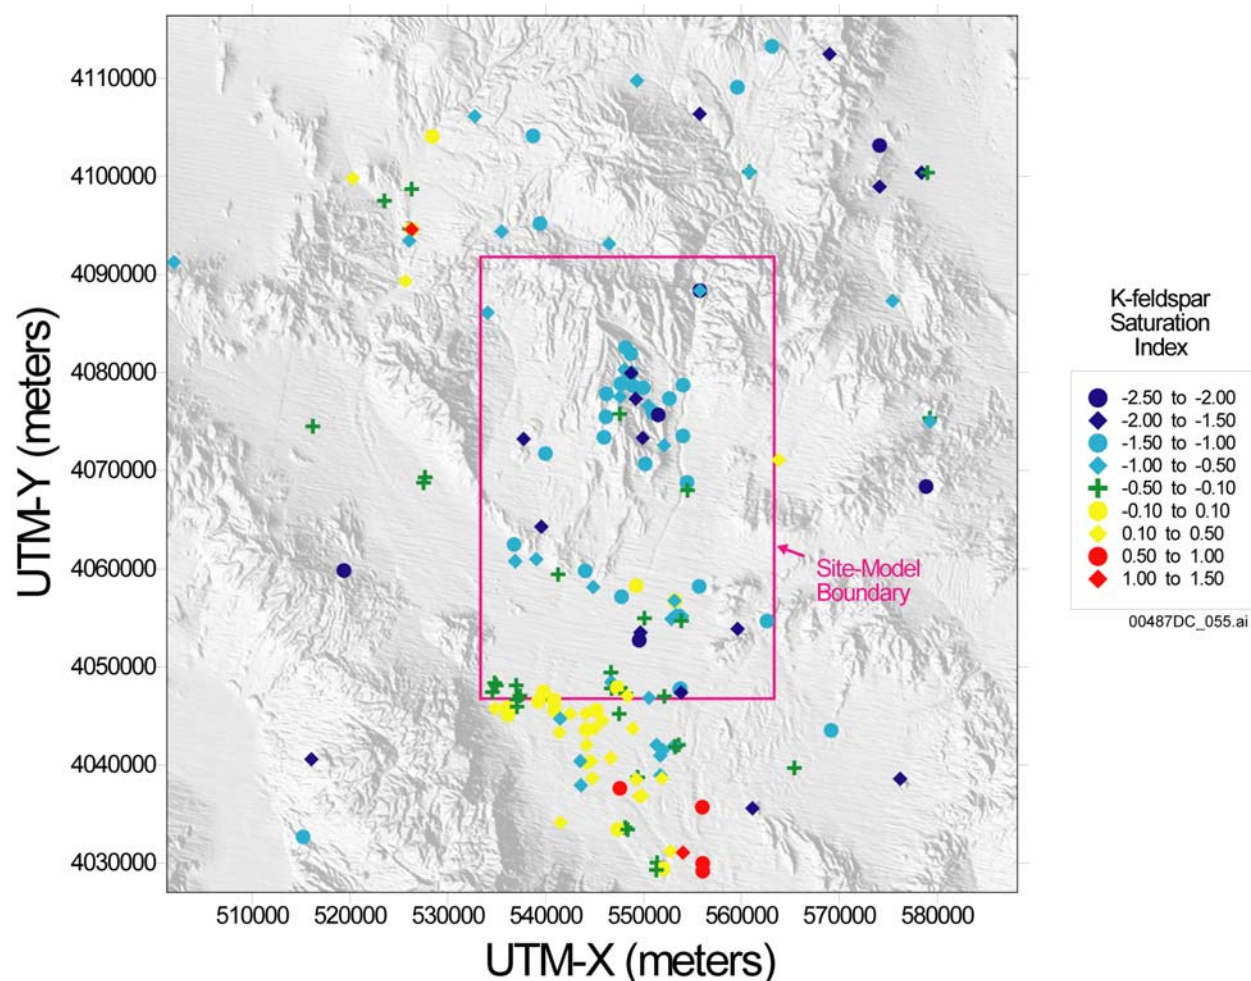 4110000
4100000
4090000
4080000
4070000
4060000
4050000
4040000
4030000
UTM-Y (meters)
510000 520000 530000 540000 550000 560000 570000 580000
UTM-X (meters)
Site-Model
Boundary
K-feldspar
Saturation
Index
-2.50 to -2.00
-2.00 to -1.50
-1.50 to -1.00
-1.00 to -0.50
-0.50 to -0.10
-0.10 to 0.10
0.10 to 0.50
0.50 to 1.00
1.00 to 1.50
00487DC_055.ai